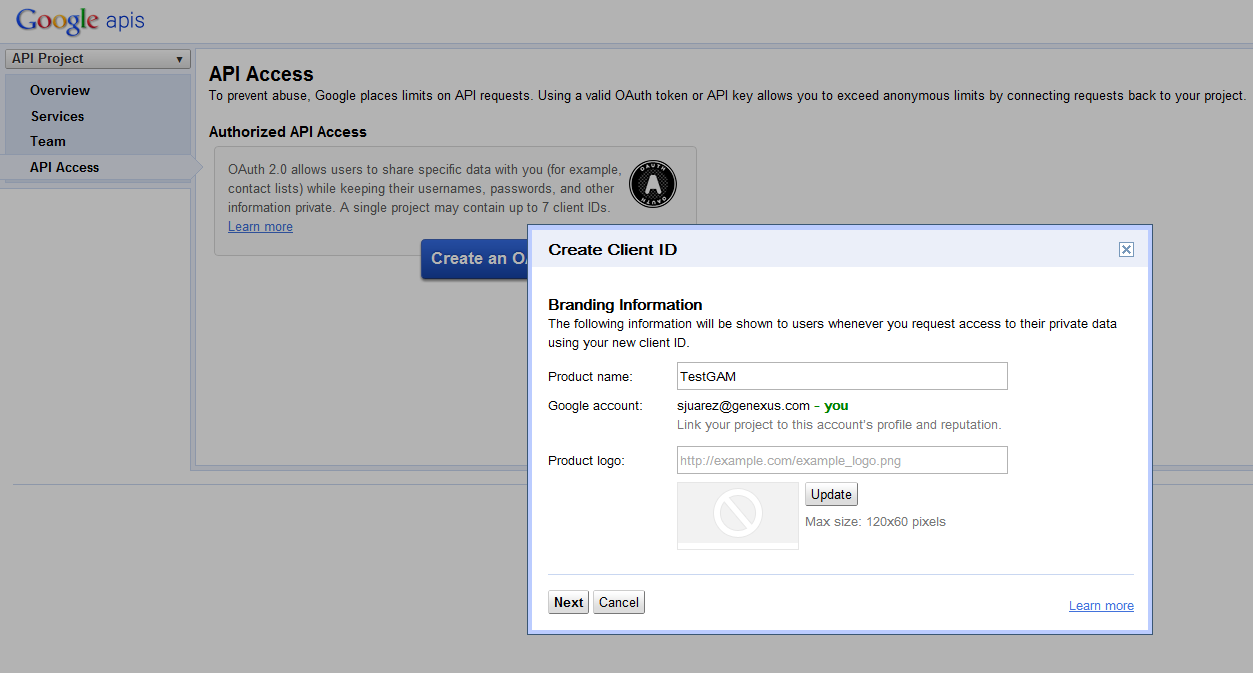 Google apis
API Project
Overview
Services
Team
API Access
API Access
To prevent abuse, Google places limits on API requests. Using a valid OAuth token or API key allows you to exceed anonymous limits by connecting requests back to your project.
Authorized API Access
OAuth 2.0 allows users to share specific data with you (for example,
contact lists) while keeping their usernames, passwords, and other
information private. A single project may contain up to 7 client IDs.
Learn more
OAUTH
A
OAUTH
Create an OA
Create Client ID
Branding Information
The following information will be shown to users whenever you request access to their private data
using your new client ID.
Product name: TestGAM
Google account: sjuarez@genexus.com - you
Link your project to this account's profile and reputation.
Product logo: http://example.com/example_logo.png
Update
Max size: 120x60 pixels
Next Cancel
Learn more